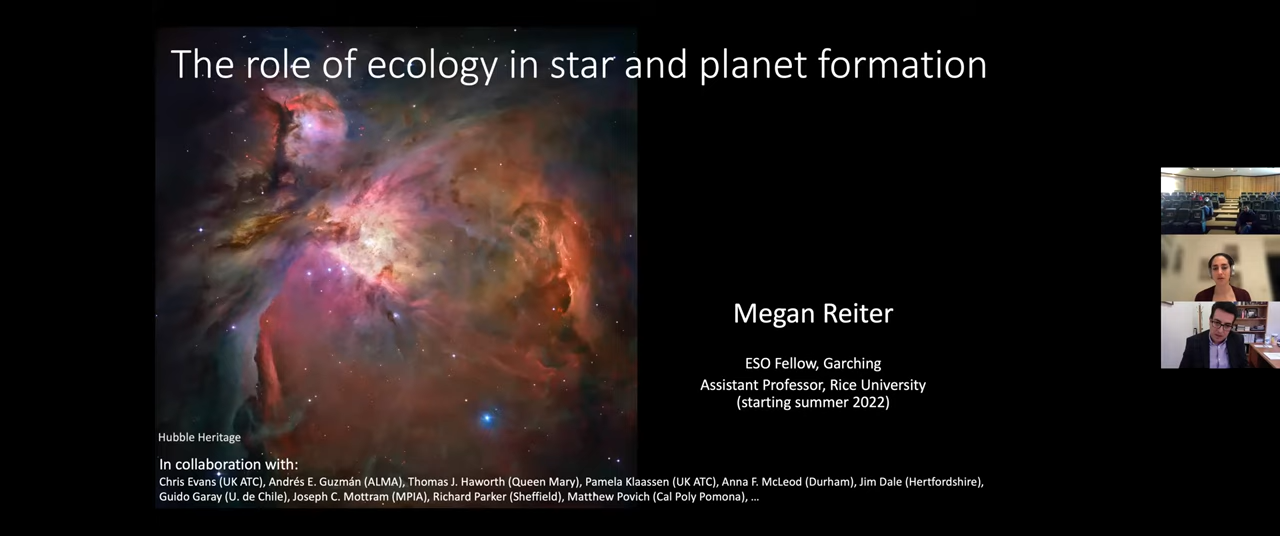 The role of ecology in star and planet formation
Megan Reiter
ESO Fellow, Garching
Assistant Professor, Rice University
(starting summer 2022)
Hubble Heritage
In collaboration with:
Chris Evans (UK ATC), Andrés E. Guzmán (ALMA), Thomas J. Haworth (Queen Mary), Pamela Klaassen (UK ATC), Anna F. McLeod (Durham), Jim Dale (Hertfordshire),
Guido Garay (U. de Chile), Joseph C. Mottram (MPIA), Richard Parker (Sheffield), Matthew Povich (Cal Poly Pomona), ...